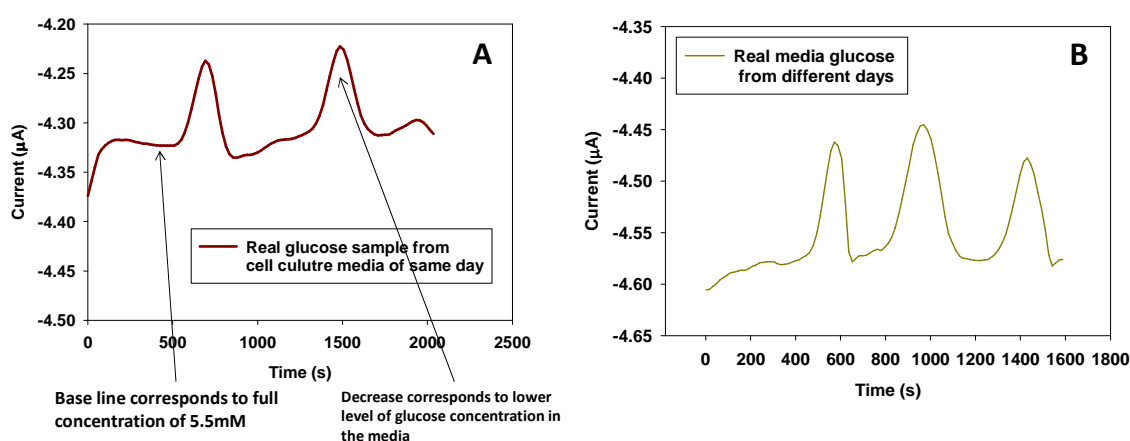 A
-4.20
-4.25
-4.30
-4.35
-4.40
-4.45
-4.50
Current (µA)
Real glucose sample from
cell culutre media of same day
0
500
1000
1500
2000
2500
Time (s)
Base line corresponds to full
concentration of 5.5mM
Decrease corresponds to lower
level of glucose concentration in
the media
B
-4.35
-4.40
-4.45
-4.50
-4.55
-4.60
-4.65
Current (µA)
Real media glucose
from different days
0
200
400
600
800
1000
1200
1400
1600
1800
Time (s)